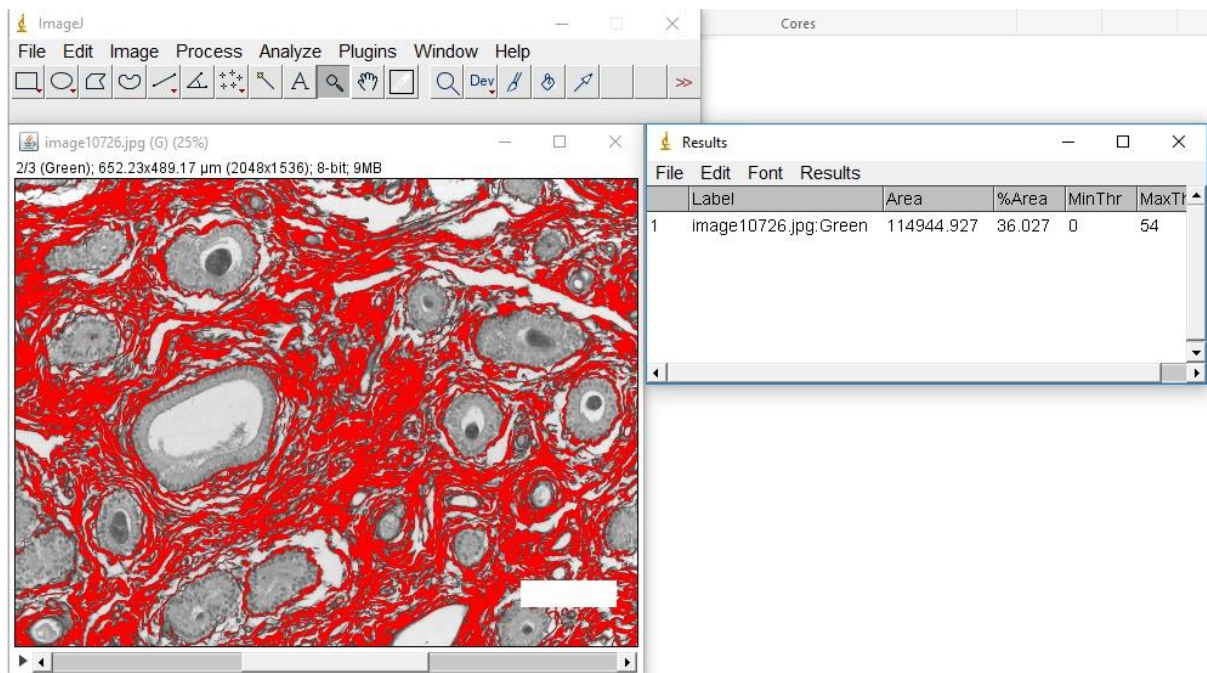 ImageJ
Cores
File Edit Image Process Analyze Plugins Window Help
A Dev >>
image10726.jpg (G) (25%)
2/3 (Green); 652.23x489.17 µm (2048x1536); 8-bit; 9MB
Results
File Edit Font Results
Label Area %Area MinThr MaxTh
1 image10726.jpg:Green 114944.927 36.027 0 54